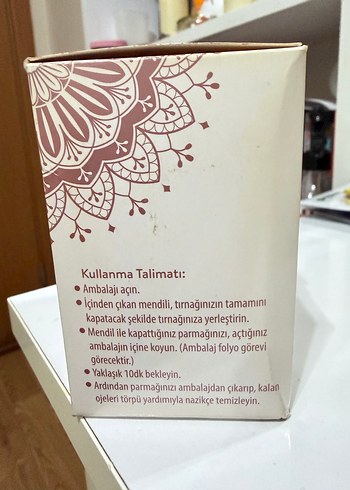 Kullanma Talimatı:
• Ambalajı açın.
• İçinden çıkan mendili, tırnağınızın tamamını
kapatacak şekilde tırnağınıza yerleştirin.
• Mendil ile kapattığınız parmağınızı, açtığınız
ambalajın içine koyun. (Ambalaj folyo görevi
görecektir.)
• Yaklaşık 10dk bekleyin.
• Ardından parmağınızı ambalajdan çıkarıp, kalan
ojeleri törpü yardımıyla nazikçe temizleyin.